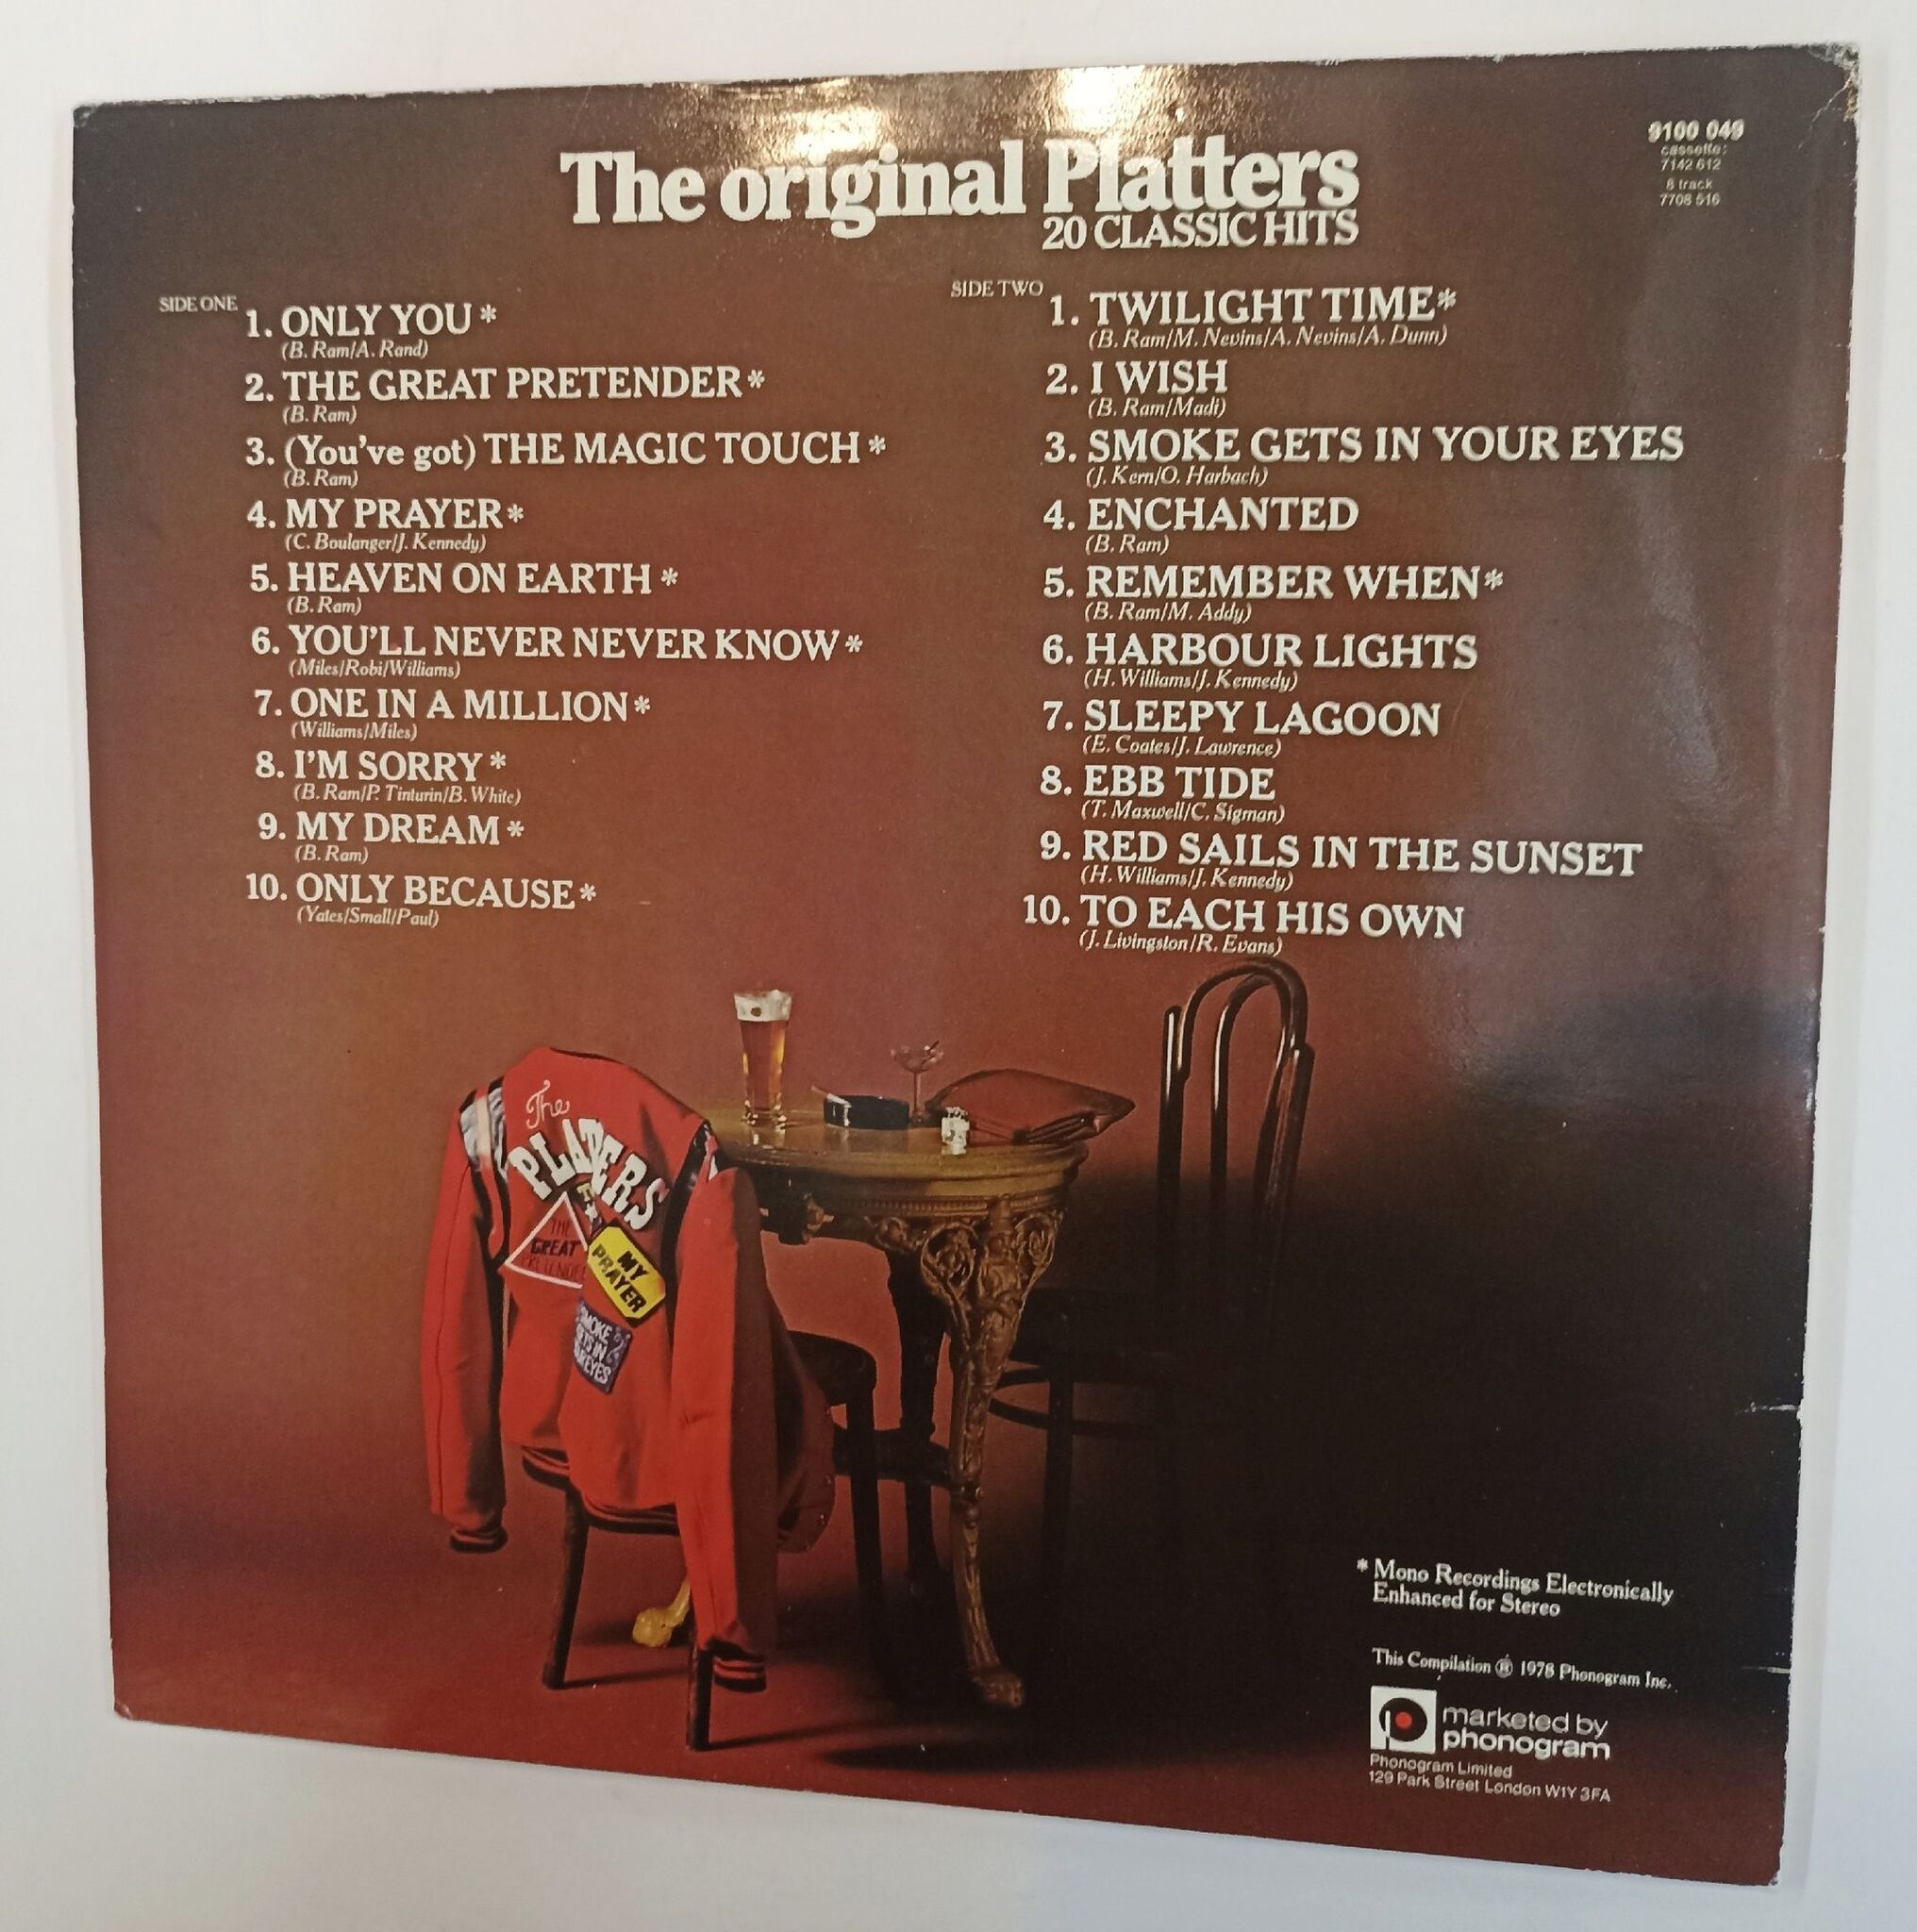 The original Platters
20 CLASSIC HITS
9100 049
cassette:
7142 612
8 track
7708 516
SIDE ONE
1. ONLY YOU *
(B. Ram/A. Rand)
2. THE GREAT PRETENDER *
(B. Ram)
3. (You've got) THE MAGIC TOUCH *
(B. Ram)
4. MY PRAYER *
(C. Boulanger/J. Kennedy)
5. HEAVEN ON EARTH *
(B. Ram)
6. YOU'LL NEVER NEVER KNOW *
(Miles/Robi/Williams)
7. ONE IN A MILLION *
(Williams/Miles)
8. I'M SORRY *
(B. Ram/P. Tinturin/B. White)
9. MY DREAM *
(B. Ram)
10. ONLY BECAUSE *
(Yates/Small/Paul)
SIDE TWO
1. TWILIGHT TIME *
(B. Ram/M. Nevins/A. Nevins/A. Dunn)
2. I WISH
(B. Ram/Madi)
3. SMOKE GETS IN YOUR EYES
(J. Kern/O. Harbach)
4. ENCHANTED
(B. Ram)
5. REMEMBER WHEN *
(B. Ram/M. Addy)
6. HARBOUR LIGHTS
(H. Williams/J. Kennedy)
7. SLEEPY LAGOON
(E. Coates/J. Lawrence)
8. EBB TIDE
(T. Maxwell/C. Sigman)
9. RED SAILS IN THE SUNSET
(H. Williams/J. Kennedy)
10. TO EACH HIS OWN
(J. Livingston/R. Evans)
The
PLATTERS
THE
GREAT
MY
PRAYER
* Mono Recordings Electronically
Enhanced for Stereo
This Compilation ℗ 1978 Phonogram Inc.
marketed by
phonogram
Phonogram Limited
129 Park Street London W1Y 3FA